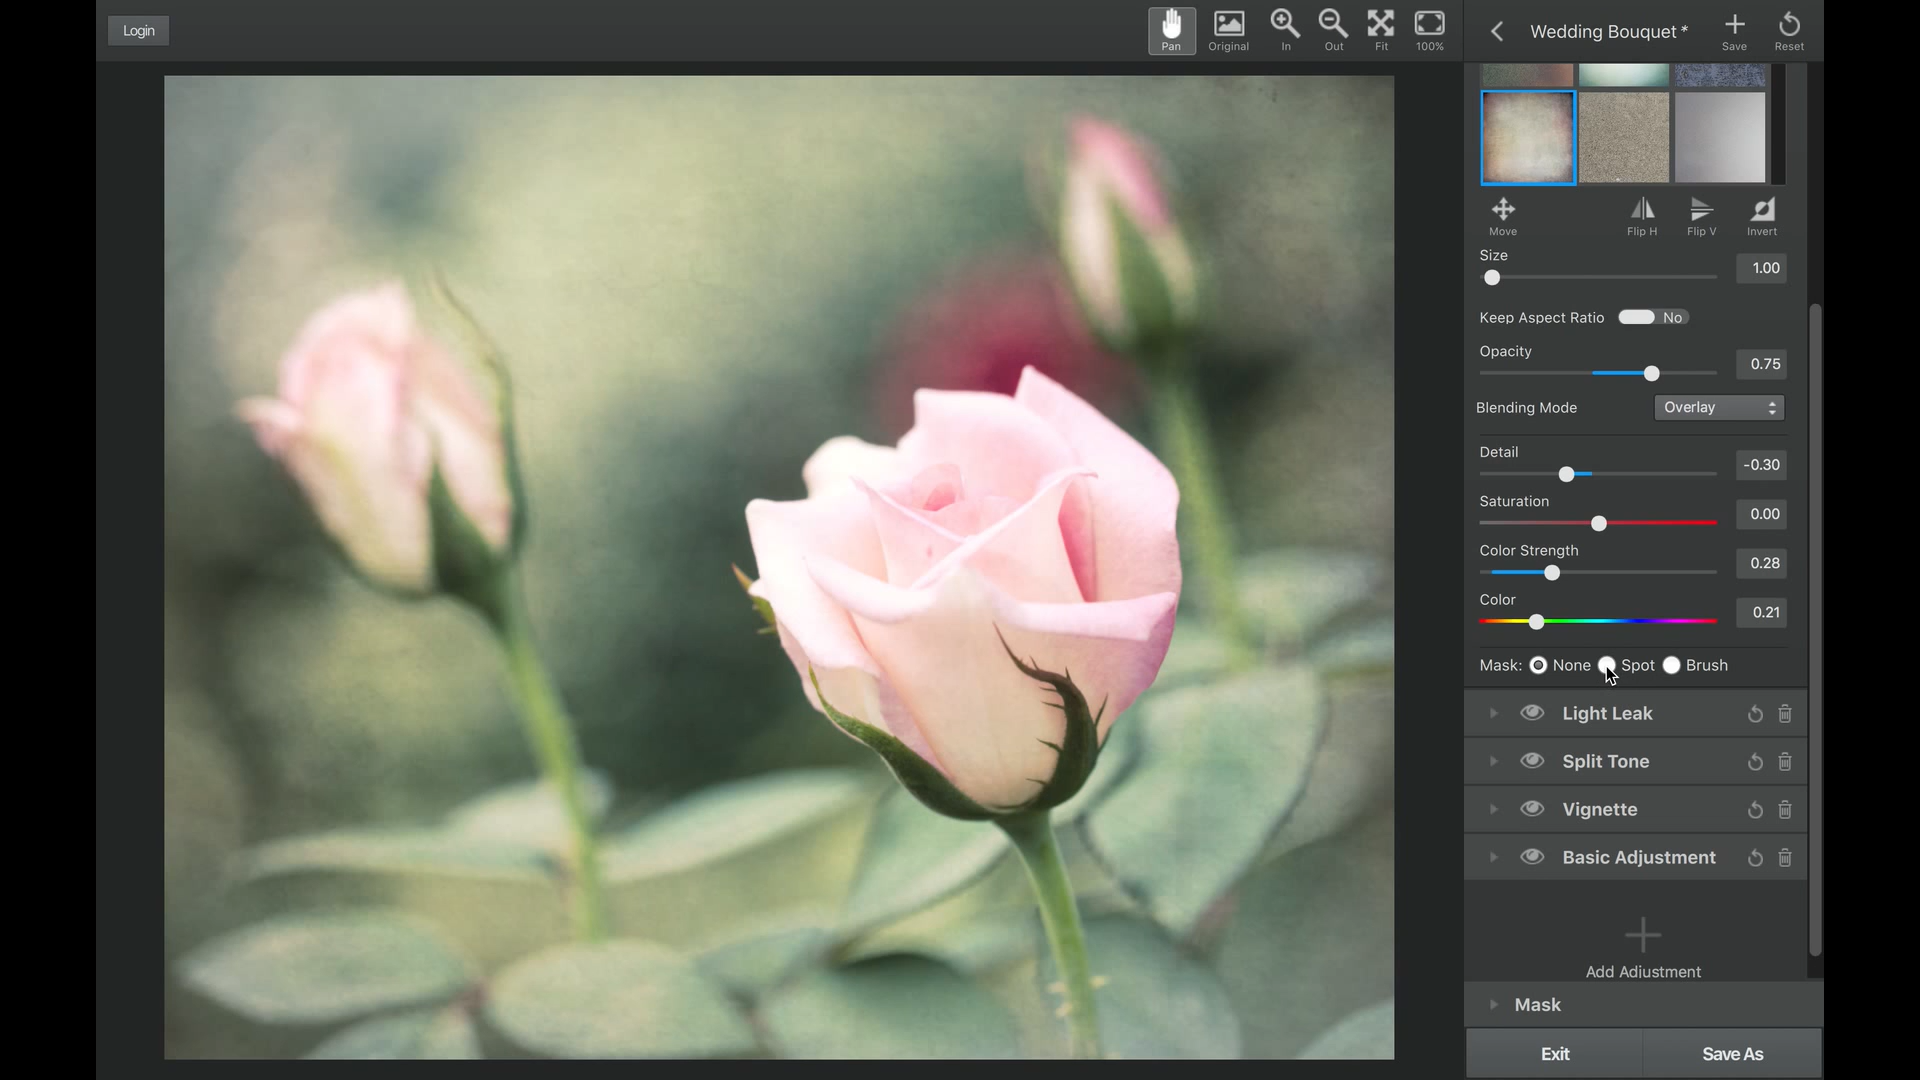 Login
Pan
Original
In
Out
Fit
100%
Wedding Bouquet *
Save
Reset
Move
Flip H
Flip V
Invert
Size
1.00
Keep Aspect Ratio No
Opacity
0.75
Blending Mode Overlay
Detail
-0.30
Saturation
0.00
Color Strength
0.28
Color
0.21
Mask: None Spot Brush
Light Leak
Split Tone
Vignette
Basic Adjustment
Add Adjustment
Mask
Exit
Save As